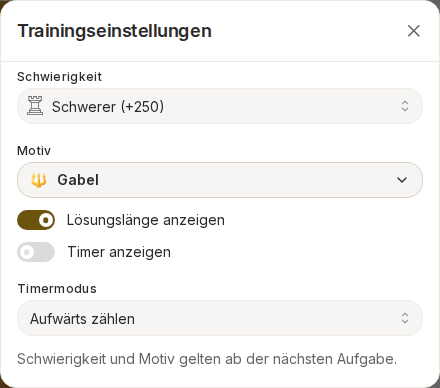 Trainingseinstellungen
Schwierigkeit
Schwerer (+250)
Motiv
Gabel
Lösungslänge anzeigen
Timer anzeigen
Timermodus
Aufwärts zählen
Schwierigkeit und Motiv gelten ab der nächsten Aufgabe.